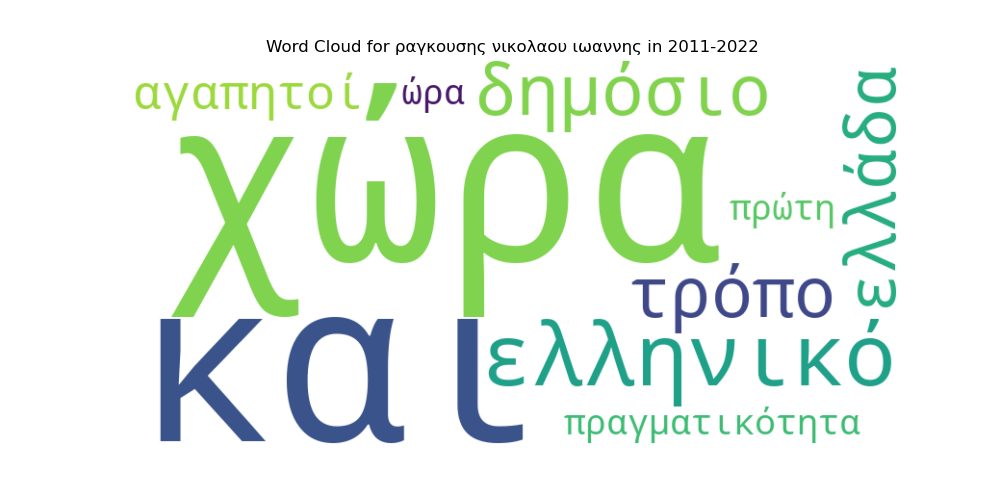 Word Cloud for ραγκουσης νικολαου ιωαννης in 2011-2022
αγαπητοί
ώρα
δημόσιο
ελλάδα
χώρα
πρώτη
τρόπο
και
ελληνικό
πραγματικότητα